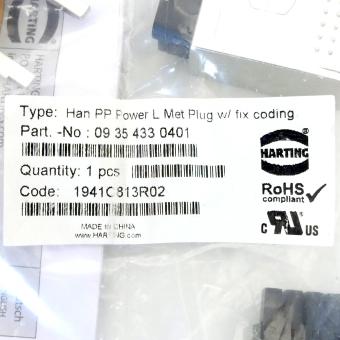 Type: Han PP Power L Met Plug w/ fix coding
Part. -No : 09 35 433 0401
HARTING
Quantity: 1 pcs
RoHS
compliant
Code: 1941C813R02
C US
MADE IN CHINA
www.HARTING.com
HARTING